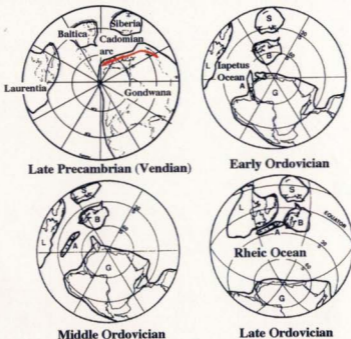 Siberia
Baltica
Cadomian
arc
Laurentia
Gondwana
Late Precambrian (Vendian)
S
B
L
Iapetus
Ocean
A
G
Early Ordovician
S
L
B
A
G
Middle Ordovician
S
L
B
A
EQUATOR
Rheic Ocean
G
Late Ordovician